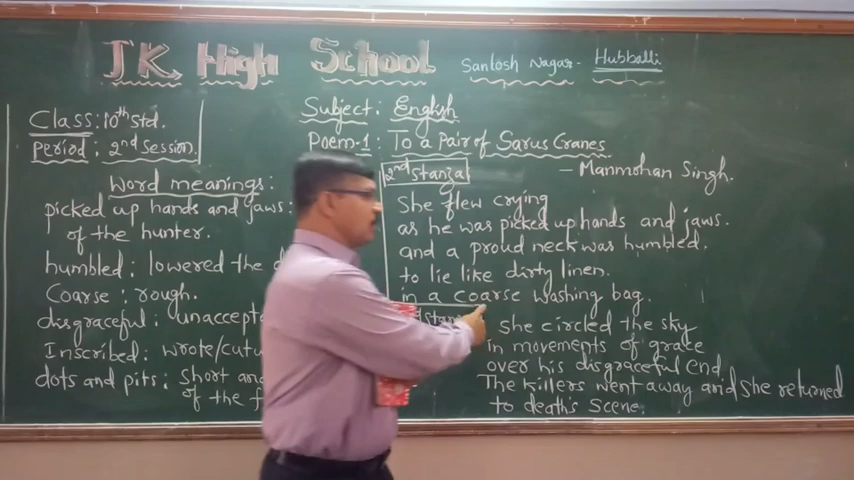 JK High School Santosh Nagar- Hubballi
Class: 10th Std.
Period: 2nd Session.
Subject: English
Poem-1: To a Pair of Sarus Cranes
- Manmohan Singh.
Word meanings:
picked up hands and jaws:
of the hunter.
humbled: lowered the
Coarse: rough.
disgraceful:
Inscribed: wrote/
dots and pits: short
of the
2nd Stanza
She flew crying
as he was picked up hands and jaws.
and a proud neck was humbled.
to lie like dirty linen.
in a coarse washing bag.
she circled the sky
in movements of grace
over his disgraceful end
The killers went away and she returned
to death's scene.